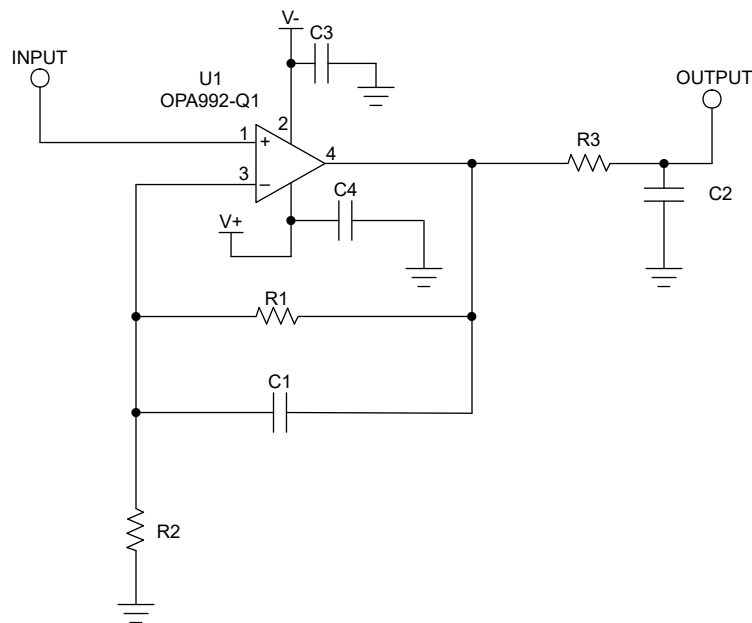 V-
C3
INPUT
U1
OPA992-Q1
OUTPUT
2
1
+
4
R3
3
−
C4
C2
V+
R1
C1
R2